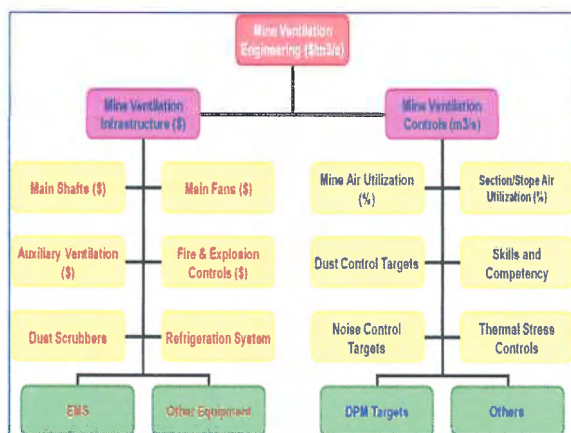 Mine Ventilation
Engineering ($/m3/s)
Mine Ventilation
Infrastructure ($)
Mine Ventilation
Controls (m3/s)
Main Shafts ($)
Main Fans ($)
Mine Air Utilization
(%)
Section/Stope Air
Utilization (%)
Auxiliary Ventilation
($)
Fire & Explosion
Controls ($)
Dust Control Targets
Skills and
Competency
Dust Scrubbers
Refrigeration System
Noise Control
Targets
Thermal Stress
Controls
EMS
Other Equipment
DPM Targets
Others